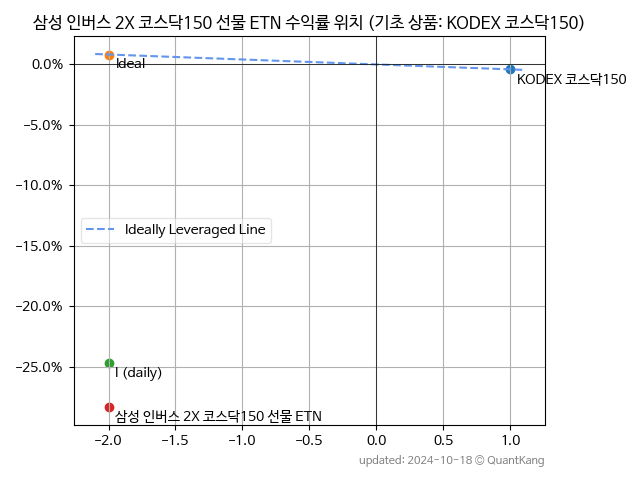 삼성 인버스 2X 코스닥150 선물 ETN 수익률 위치 (기초 상품: KODEX 코스닥150)
0.0%
Ideal
KODEX 코스닥150
-5.0%
-10.0%
Ideally Leveraged Line
-15.0%
-20.0%
-25.0%
I (daily)
삼성 인버스 2X 코스닥150 선물 ETN
-2.0 -1.5 -1.0 -0.5 0.0 0.5 1.0
updated: 2024-10-18 © QuantKang